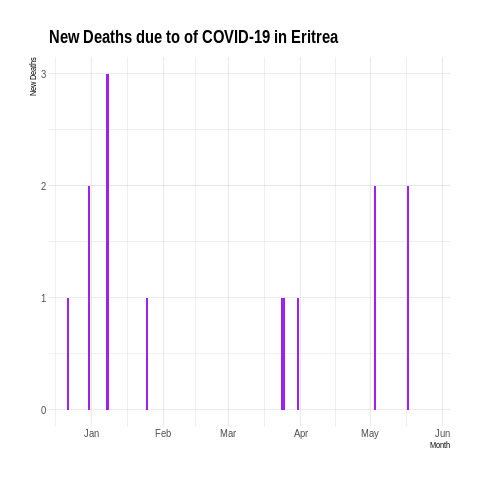 New Deaths due to of COVID-19 in Eritrea
New Deaths
3
2
1
0
Jan Feb Mar Apr May Jun
Month